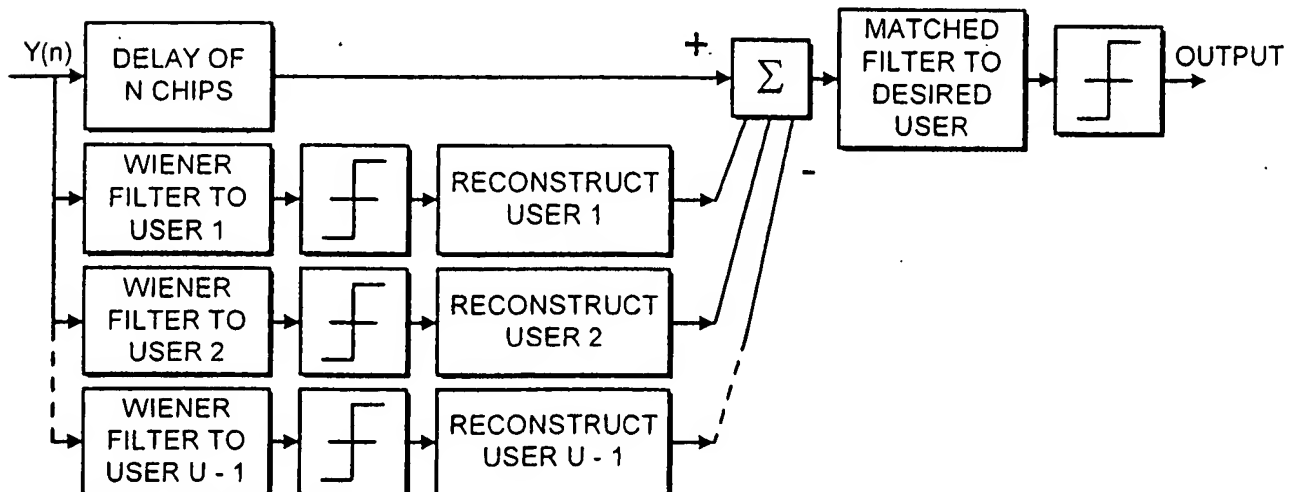 Y(n)
DELAY OF
N CHIPS
+
Σ
MATCHED
FILTER TO
DESIRED
USER
OUTPUT
-
WIENER
FILTER TO
USER 1
RECONSTRUCT
USER 1
WIENER
FILTER TO
USER 2
RECONSTRUCT
USER 2
WIENER
FILTER TO
USER U - 1
RECONSTRUCT
USER U - 1